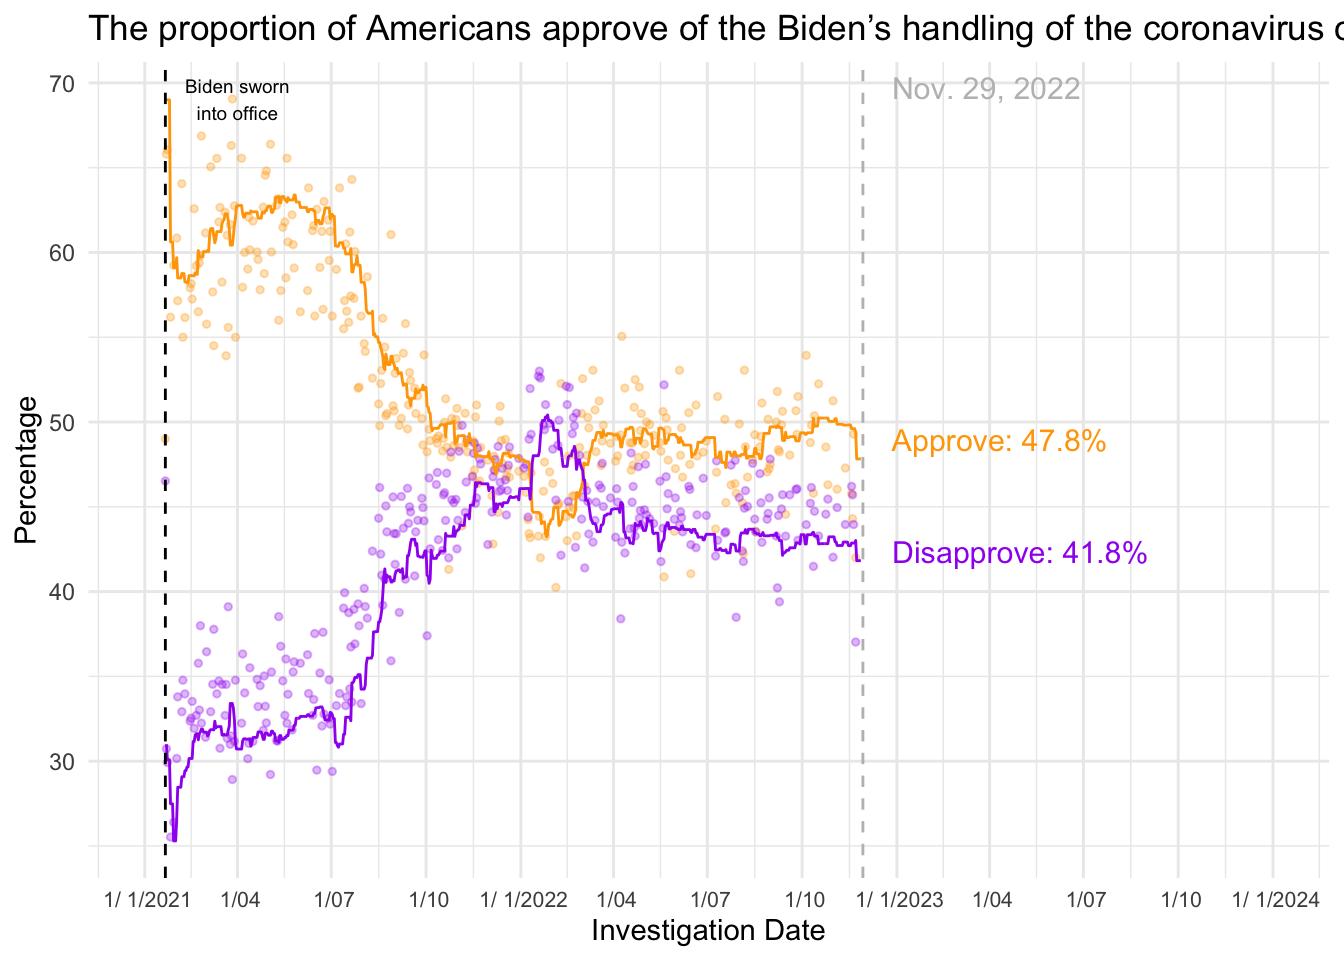 The proportion of Americans approve of the Biden’s handling of the coronavirus
70
60
50
40
30
Percentage
Biden sworn
into office
Nov. 29, 2022
Approve: 47.8%
Disapprove: 41.8%
1/ 1/2021 1/04 1/07 1/10 1/ 1/2022 1/04 1/07 1/10 1/ 1/2023 1/04 1/07 1/10 1/ 1/2024
Investigation Date